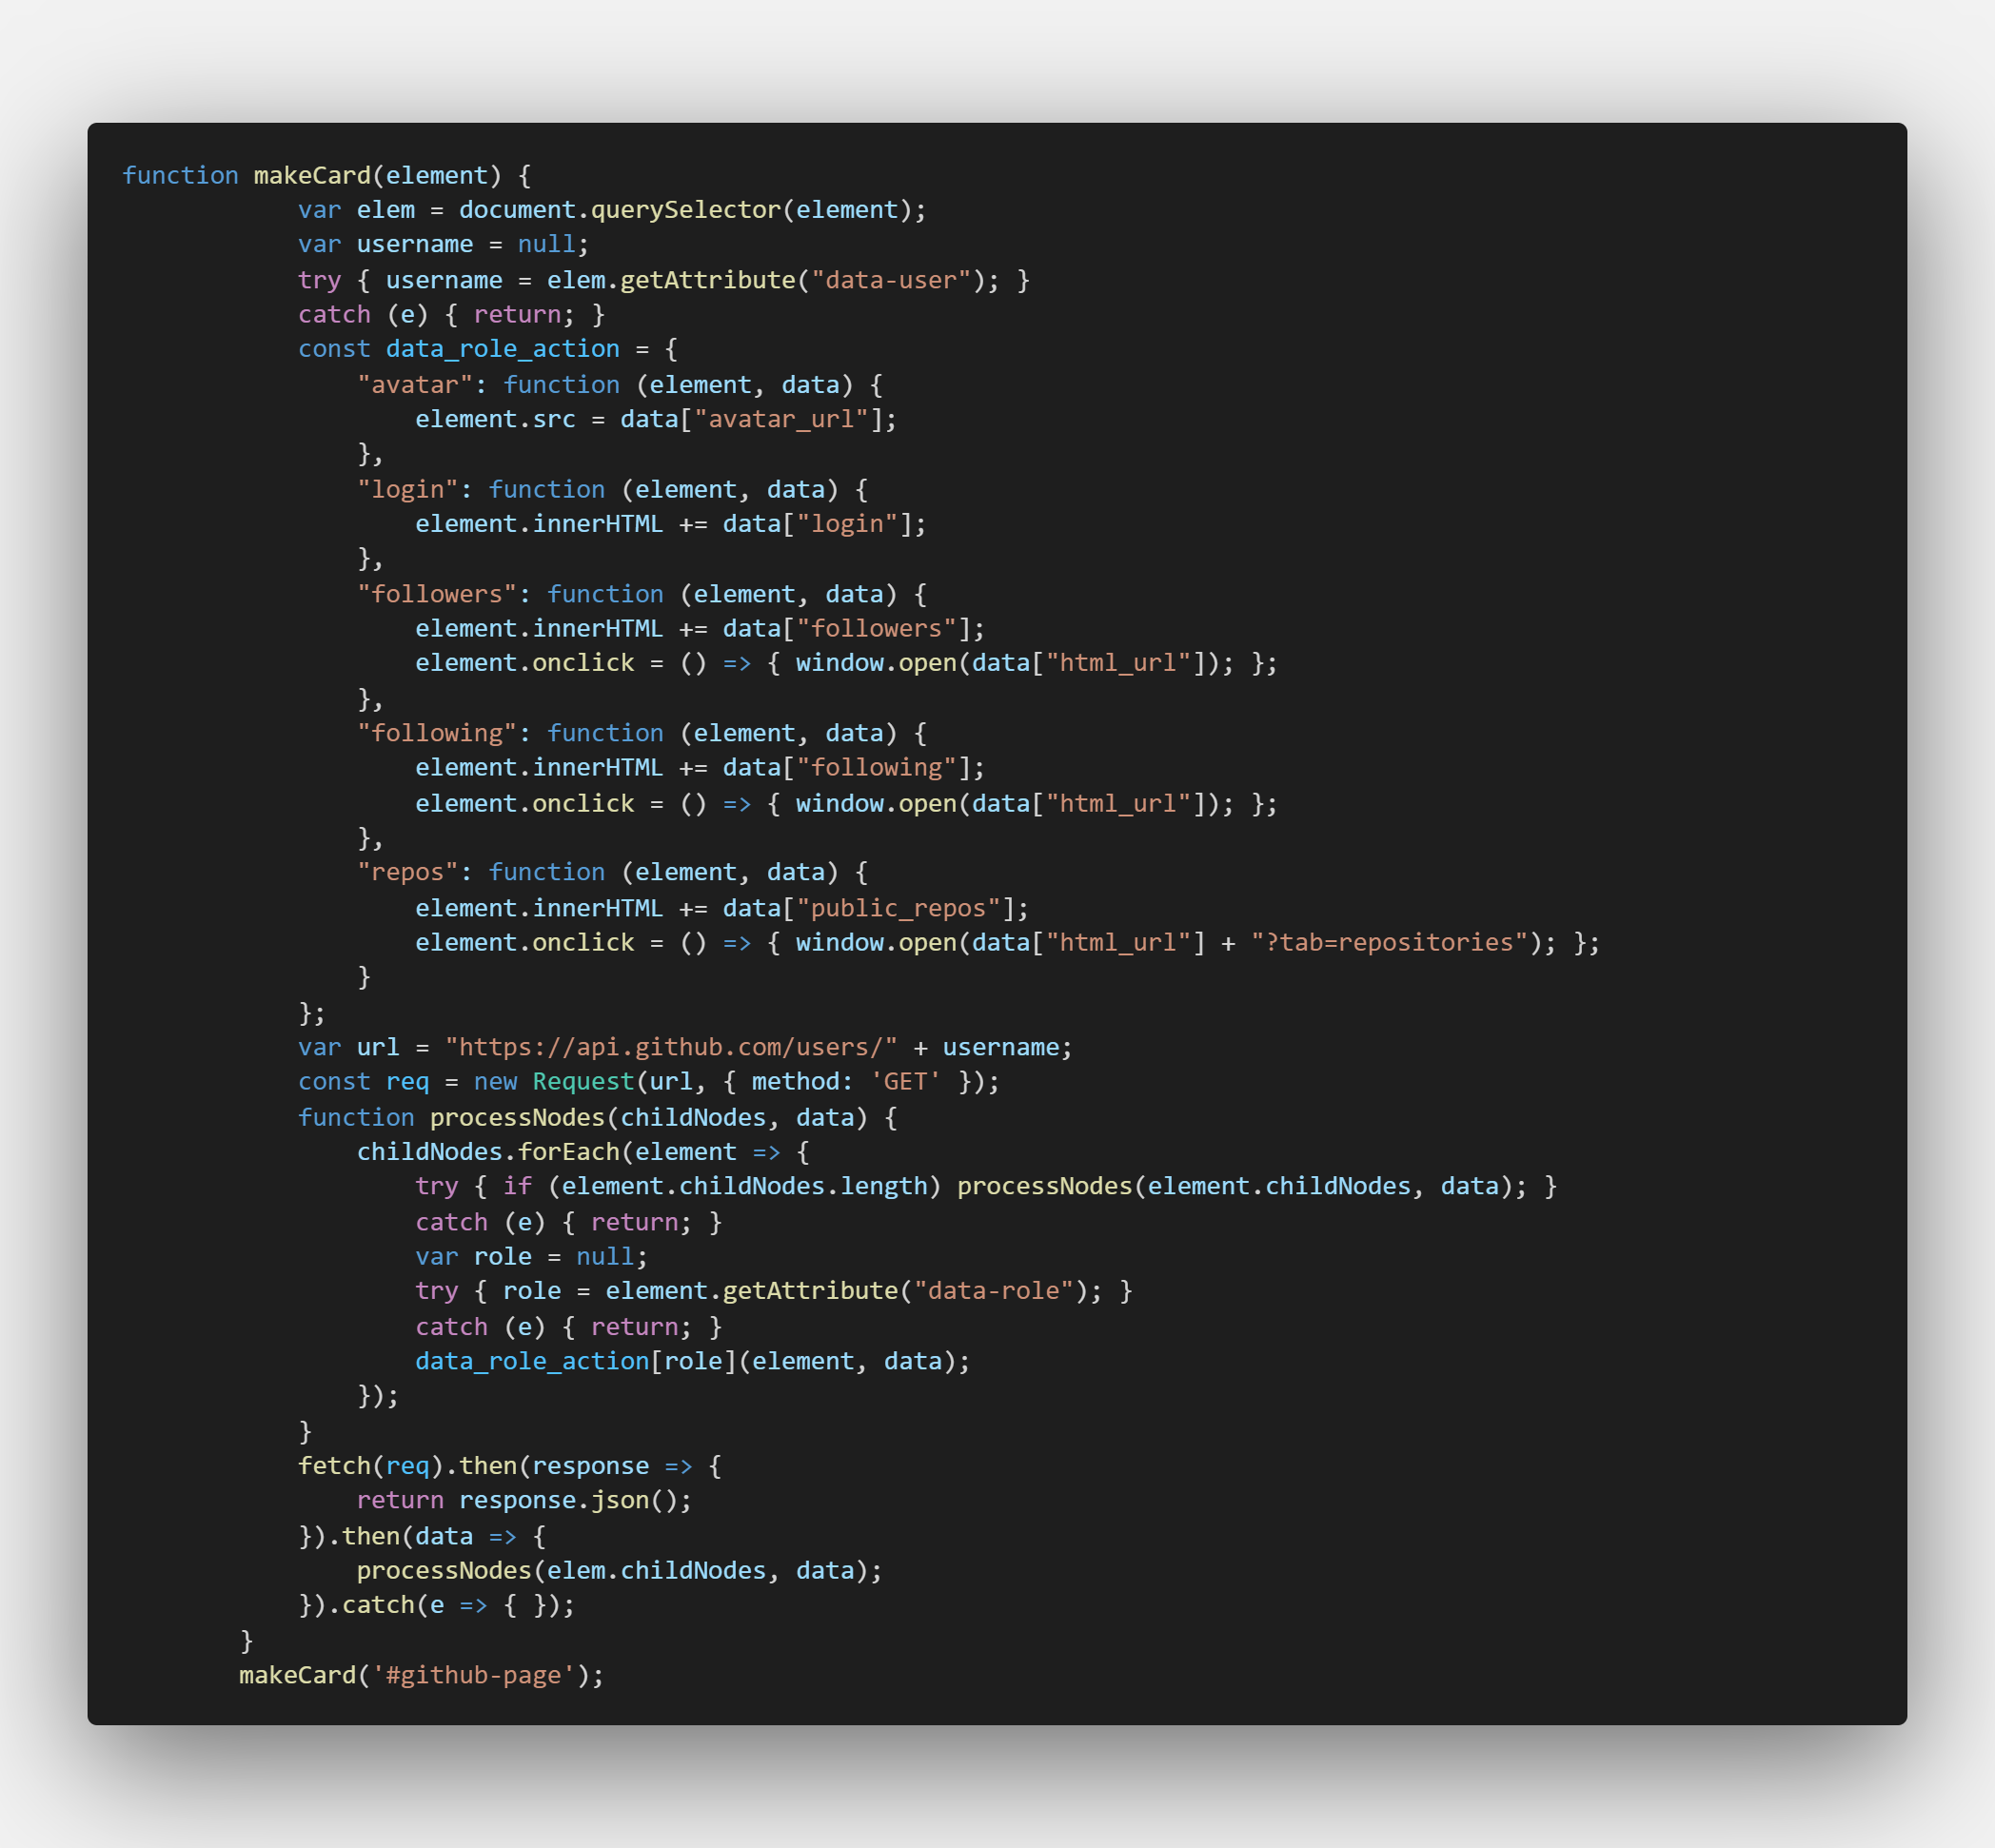 function makeCard(element) {
            var elem = document.querySelector(element);
            var username = null;
            try { username = elem.getAttribute("data-user"); }
            catch (e) { return; }
            const data_role_action = {
                "avatar": function (element, data) {
                    element.src = data["avatar_url"];
                },
                "login": function (element, data) {
                    element.innerHTML += data["login"];
                },
                "followers": function (element, data) {
                    element.innerHTML += data["followers"];
                    element.onclick = () => { window.open(data["html_url"]); };
                },
                "following": function (element, data) {
                    element.innerHTML += data["following"];
                    element.onclick = () => { window.open(data["html_url"]); };
                },
                "repos": function (element, data) {
                    element.innerHTML += data["public_repos"];
                    element.onclick = () => { window.open(data["html_url"] + "?tab=repositories"); };
                }
            };
            var url = "https://api.github.com/users/" + username;
            const req = new Request(url, { method: 'GET' });
            function processNodes(childNodes, data) {
                childNodes.forEach(element => {
                    try { if (element.childNodes.length) processNodes(element.childNodes, data); }
                    catch (e) { return; }
                    var role = null;
                    try { role = element.getAttribute("data-role"); }
                    catch (e) { return; }
                    data_role_action[role](element, data);
                });
            }
            fetch(req).then(response => {
                return response.json();
            }).then(data => {
                processNodes(elem.childNodes, data);
            }).catch(e => { });
        }
        makeCard('#github-page');